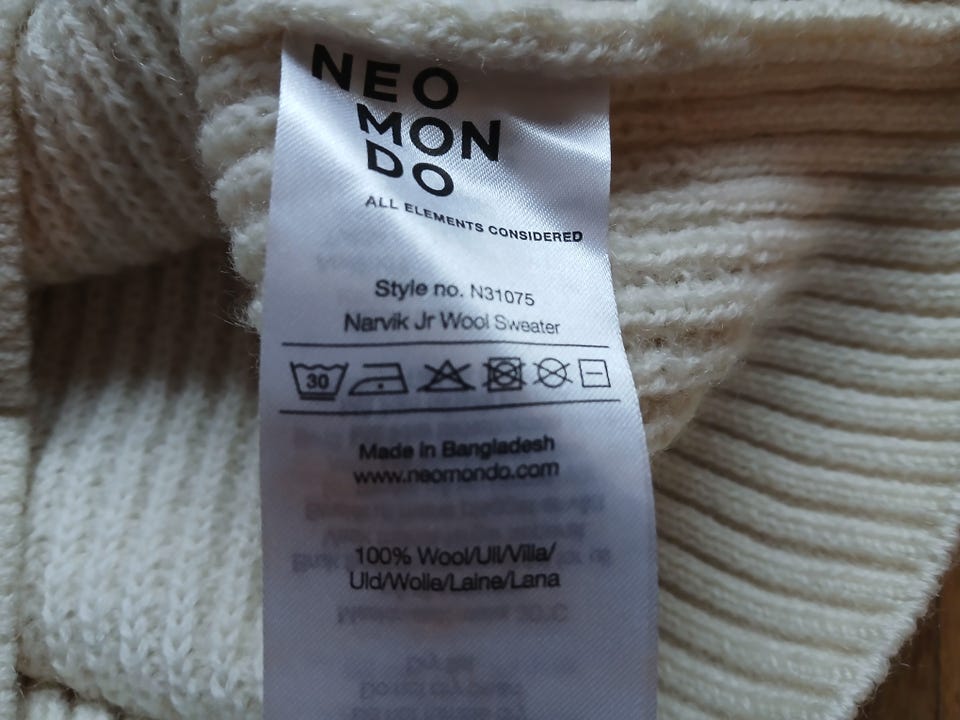 NEO
MON
DO
ALL ELEMENTS CONSIDERED
Style no. N31075
Narvik Jr Wool Sweater
30
Made in Bangladesh
www.neomondo.com
100% Wool/Ull/Villa/
Uld/Wolle/Laine/Lana